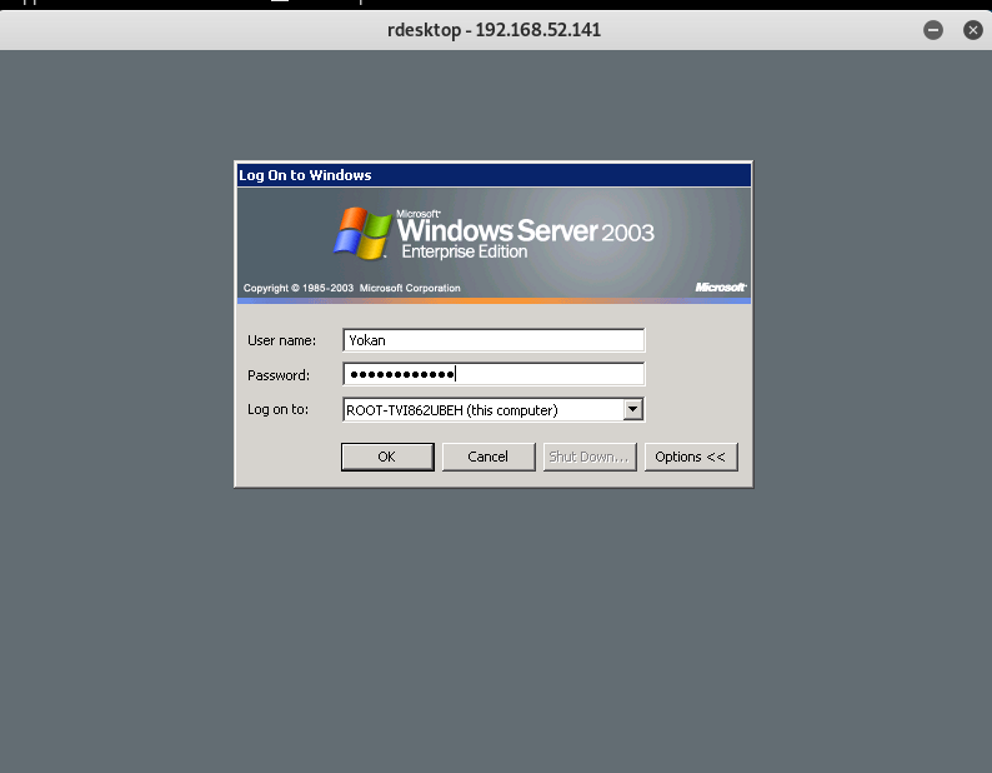 rdesktop - 192.168.52.141
Log On to Windows
Microsoft
Windows Server 2003
Enterprise Edition
Copyright © 1985-2003 Microsoft Corporation
Microsoft
User name: Yokan
Password: ●●●●●●●●●●●●
Log on to: ROOT-TVI862UBEH (this computer)
OK Cancel Shut Down... Options <<